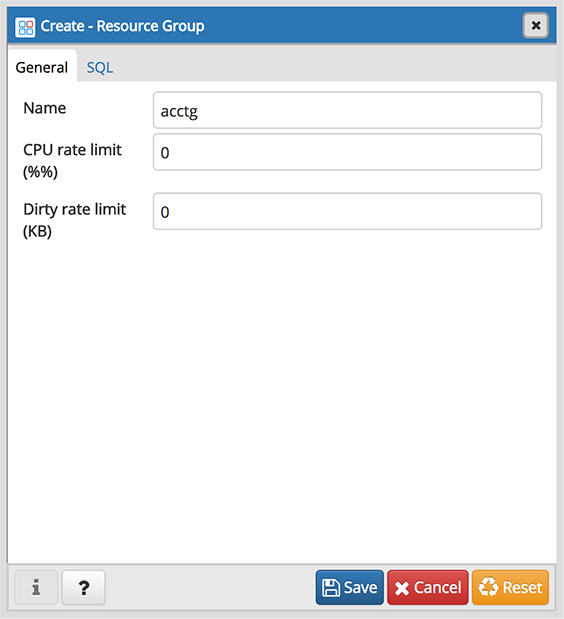 Create - Resource Group
General SQL
Name acctg
CPU rate limit
(%%)
0
Dirty rate limit
(KB)
0
i ? Save Cancel Reset